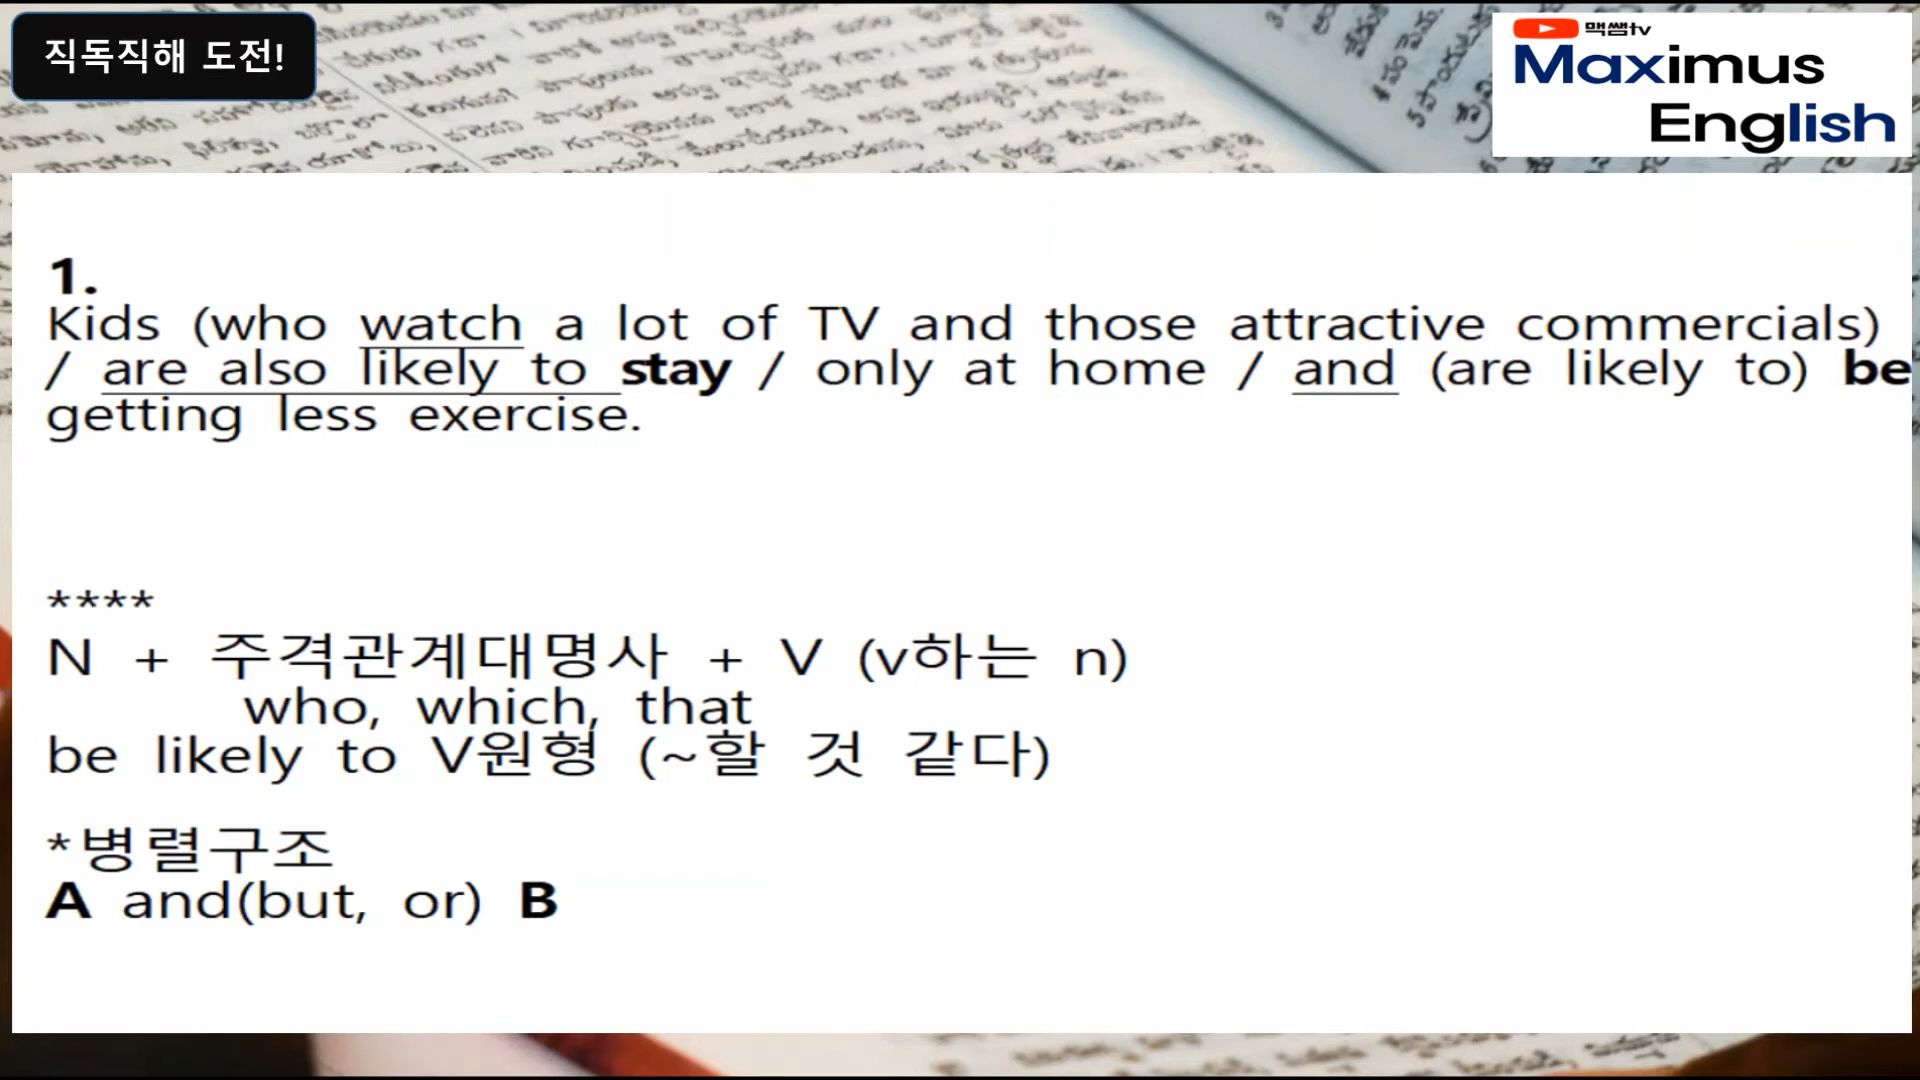 직독직해 도전!
맥쌤tv
Maximus
English
1.
Kids (who watch a lot of TV and those attractive commercials)
/ are also likely to stay / only at home / and (are likely to) be
getting less exercise.
****
N + 주격관계대명사 + V (v하는 n)
who, which, that
be likely to V원형 (~할 것 같다)
*병렬구조
A and(but, or) B